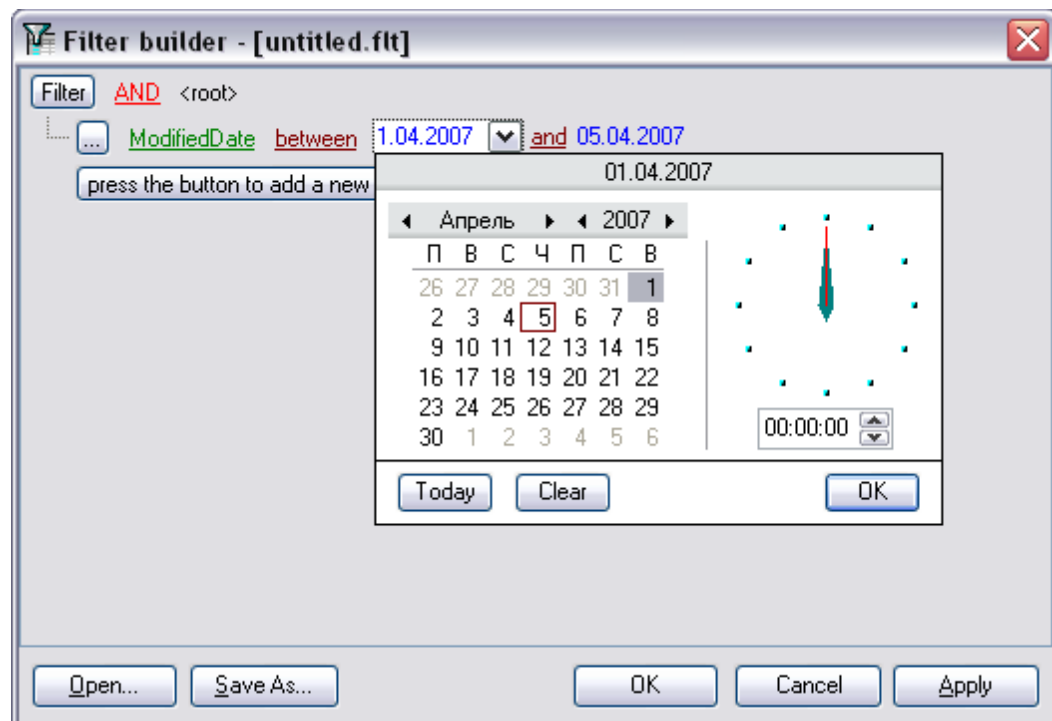 Filter builder - [untitled.flt]
Filter AND <root>
... ModifiedDate between 1.04.2007 and 05.04.2007
press the button to add a new
01.04.2007
Апрель 2007
П В С Ч П С В
26 27 28 29 30 31 1
2 3 4 5 6 7 8
9 10 11 12 13 14 15
16 17 18 19 20 21 22
23 24 25 26 27 28 29
30 1 2 3 4 5 6
00:00:00
Today Clear OK
Open... Save As... OK Cancel Apply